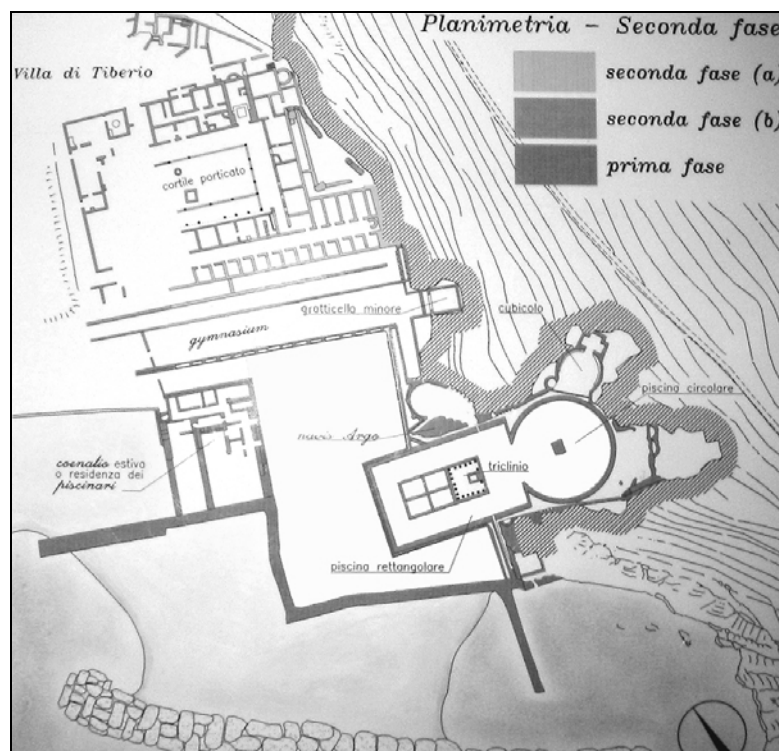 Planimetria - Seconda fase
Villa di Tiberio
seconda fase (a)
seconda fase (b)
prima fase
cortile porticato
grotticella minore
cubicolo
gymnasium
piscina circolare
navis Argo
coenatio estiva
o residenza dei
piscinari
triclinio
piscina rettangolare